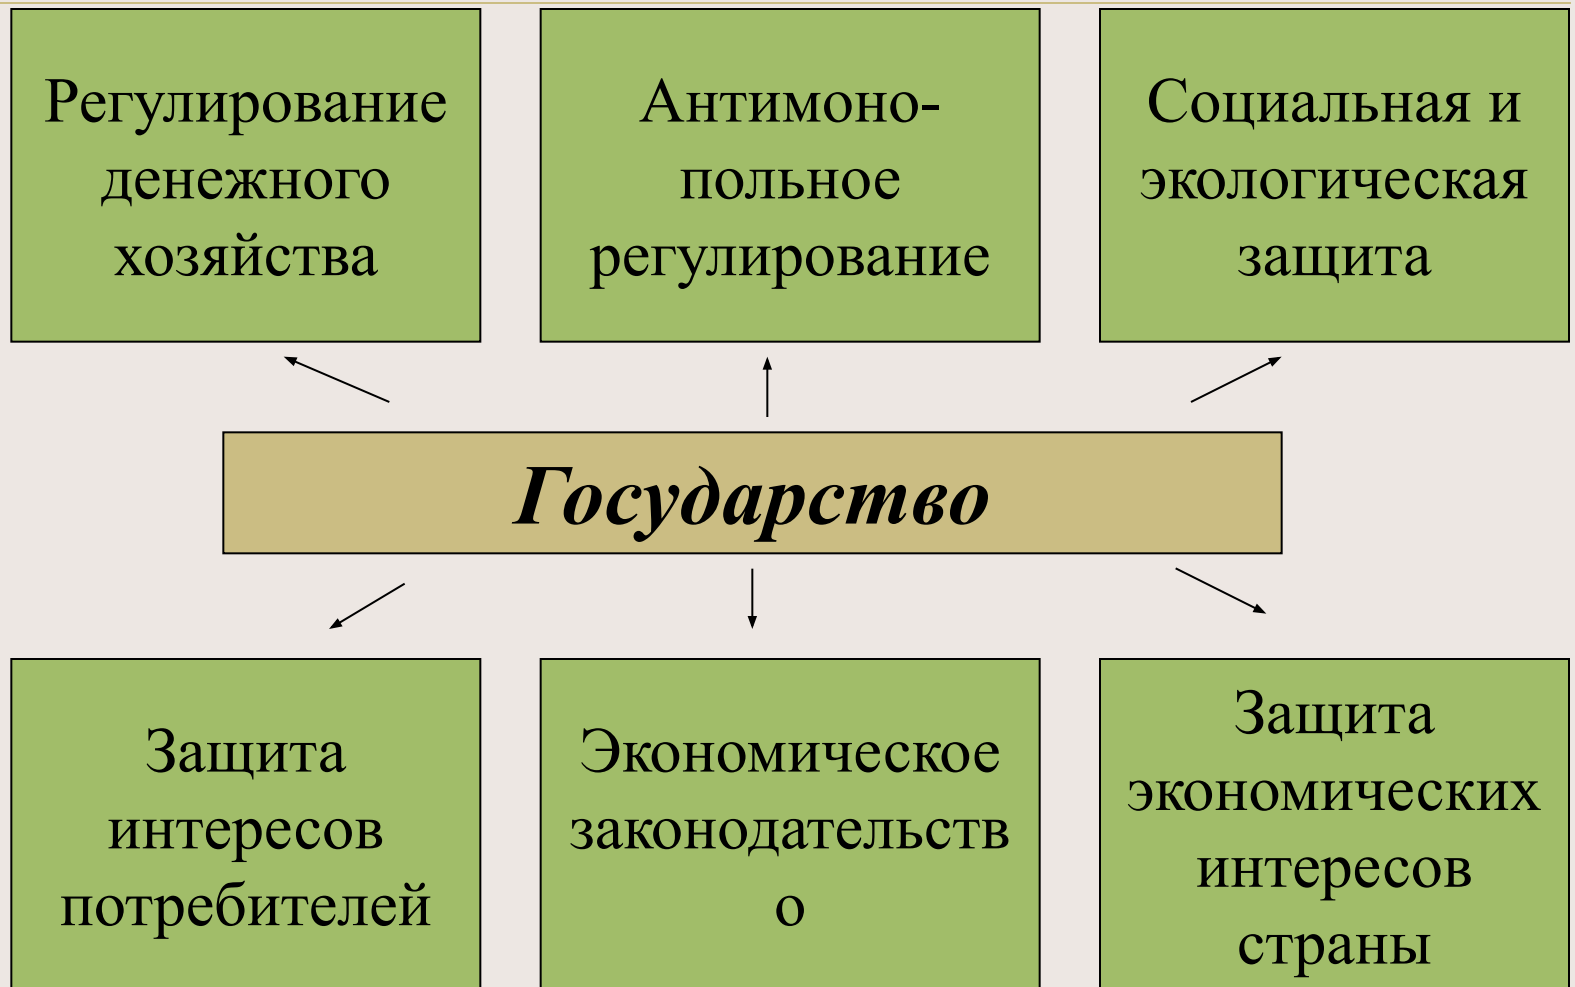 Регулирование
денежного
хозяйства
Антимоно-
польное
регулирование
Социальная и
экологическая
защита
Государство
Защита
интересов
потребителей
Экономическое
законодательств
о
Защита
экономических
интересов
страны